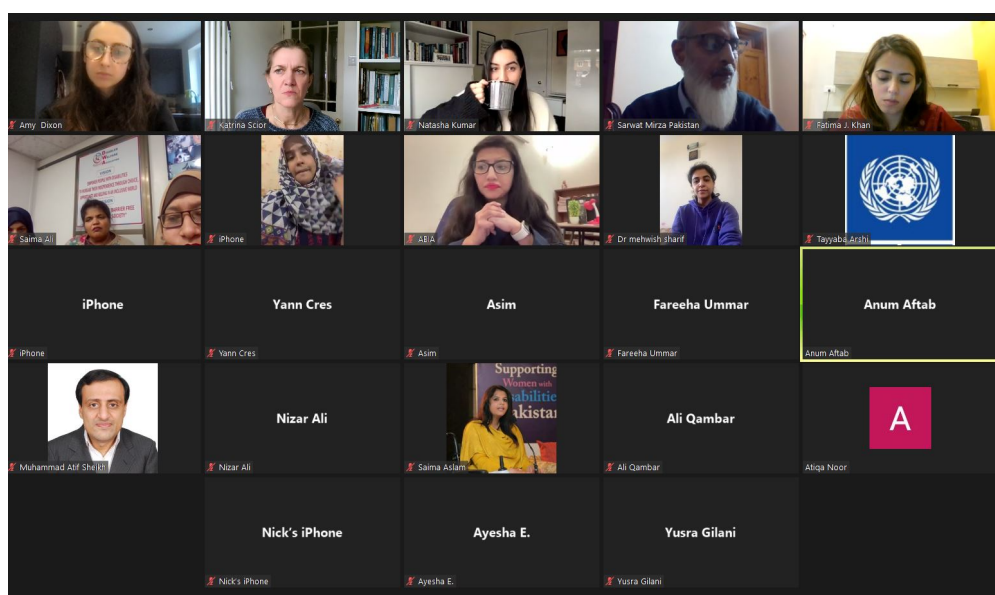 Amy Dixon
Katrina Scior
Natasha Kumar
Sarwat Mirza Pakistan
Fatima J. Khan
Saima Ali
iPhone
ABIA
Dr mehwish sharif
Tayyaba Arshi
iPhone
Yann Cres
Asim
Fareeha Ummar
Anum Aftab
iPhone
Yann Cres
Asim
Fareeha Ummar
Anum Aftab
Nizar Ali
Supporting
Women with
abilitie
akistan
Ali Qambar
A
Muhammad Atif Sheikh
Nizar Ali
Saima Aslam
Ali Qambar
Atiqa Noor
Nick's iPhone
Ayesha E.
Yusra Gilani
Nick's iPhone
Ayesha E.
Yusra Gilani